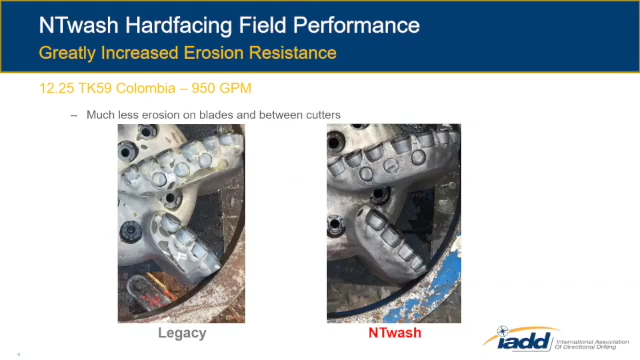 NTwash Hardfacing Field Performance
Greatly Increased Erosion Resistance
12.25 TK59 Colombia – 950 GPM
– Much less erosion on blades and between cutters
Legacy
NTwash
iadd
International Association
Of Directional Drilling